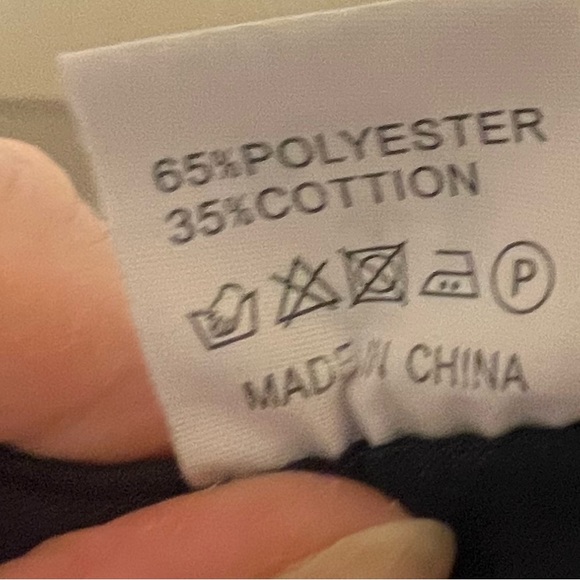 65%POLYESTER
35%COTTION
P
MADE IN CHINA